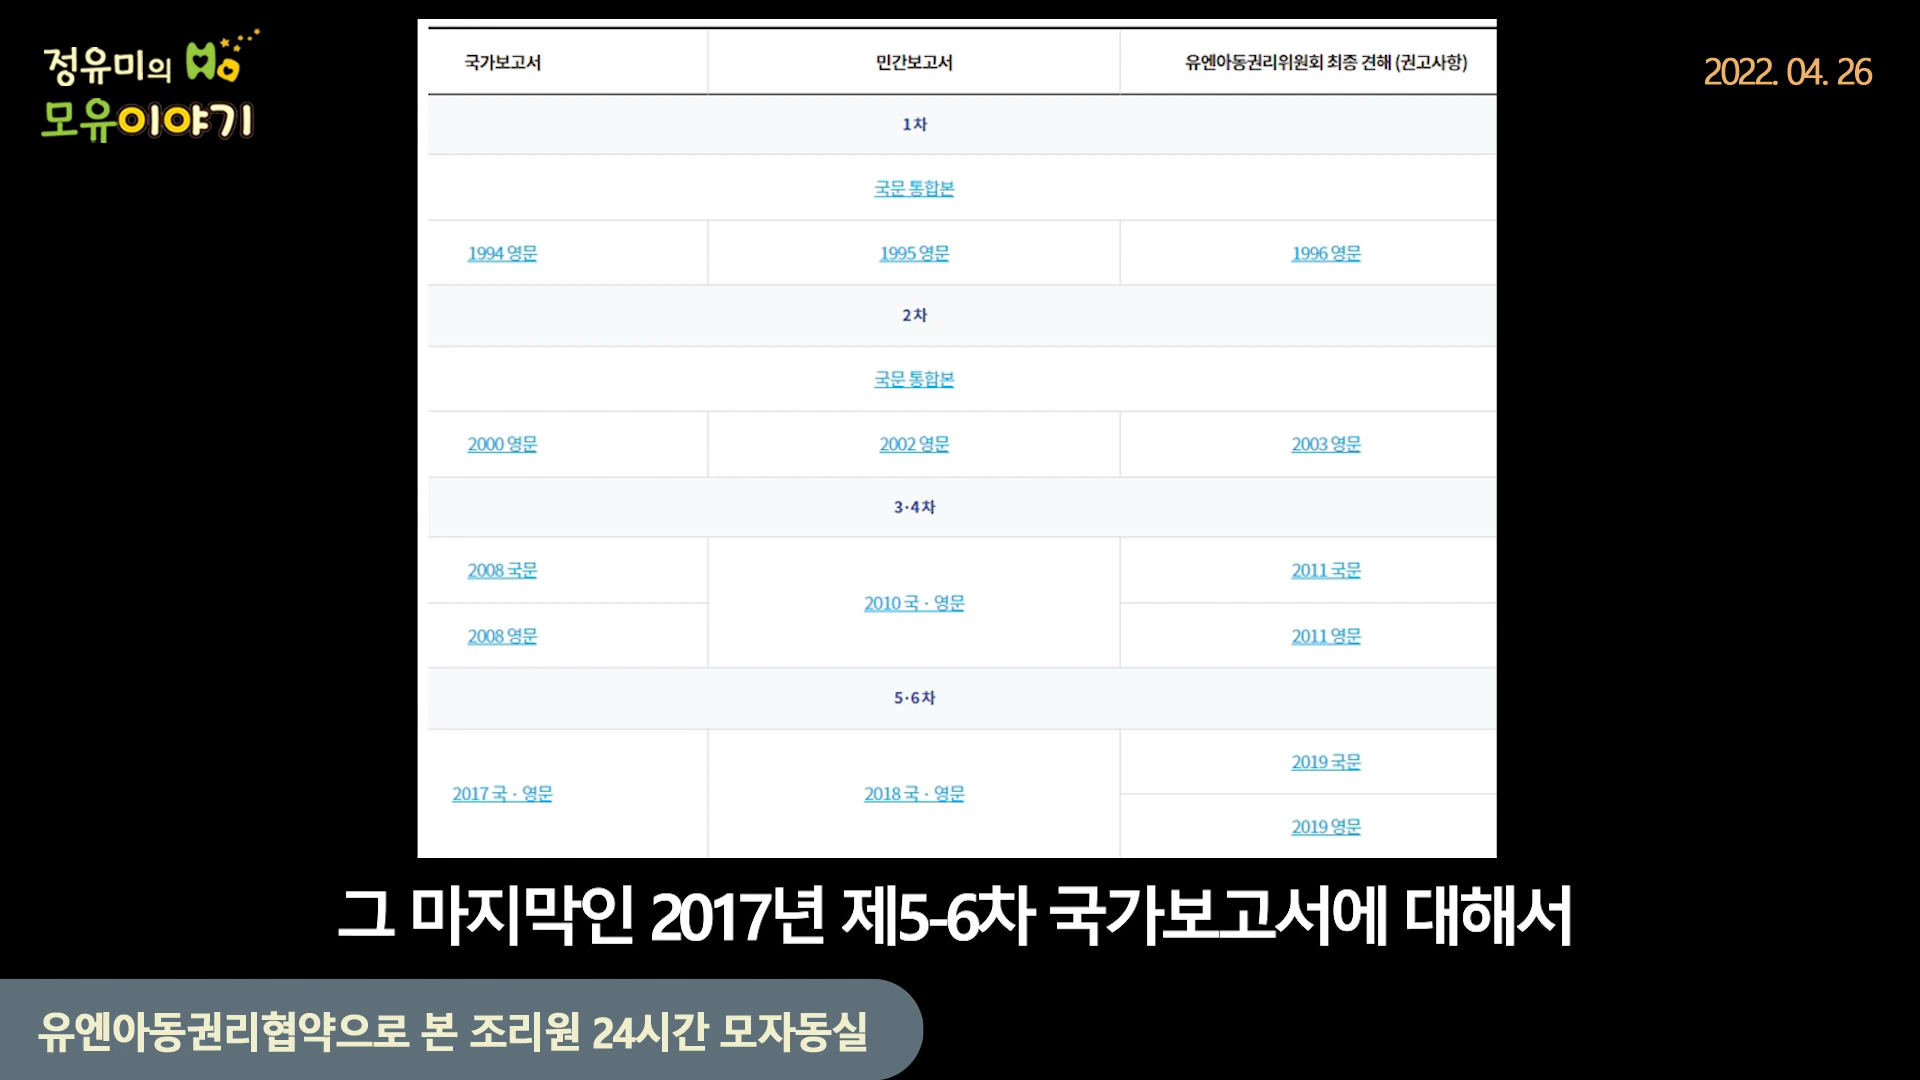 정유미의
모유이야기
2022. 04. 26
국가보고서 민간보고서 유엔아동권리위원회 최종 견해 (권고사항)
1차
국문 통합본
1994 영문 1995 영문 1996 영문
2차
국문 통합본
2000 영문 2002 영문 2003 영문
3·4차
2008 국문 2011 국문
2010 국·영문
2008 영문 2011 영문
5·6차
2019 국문
2017 국·영문 2018 국·영문
2019 영문
그 마지막인 2017년 제5-6차 국가보고서에 대해서
유엔아동권리협약으로 본 조리원 24시간 모자동실